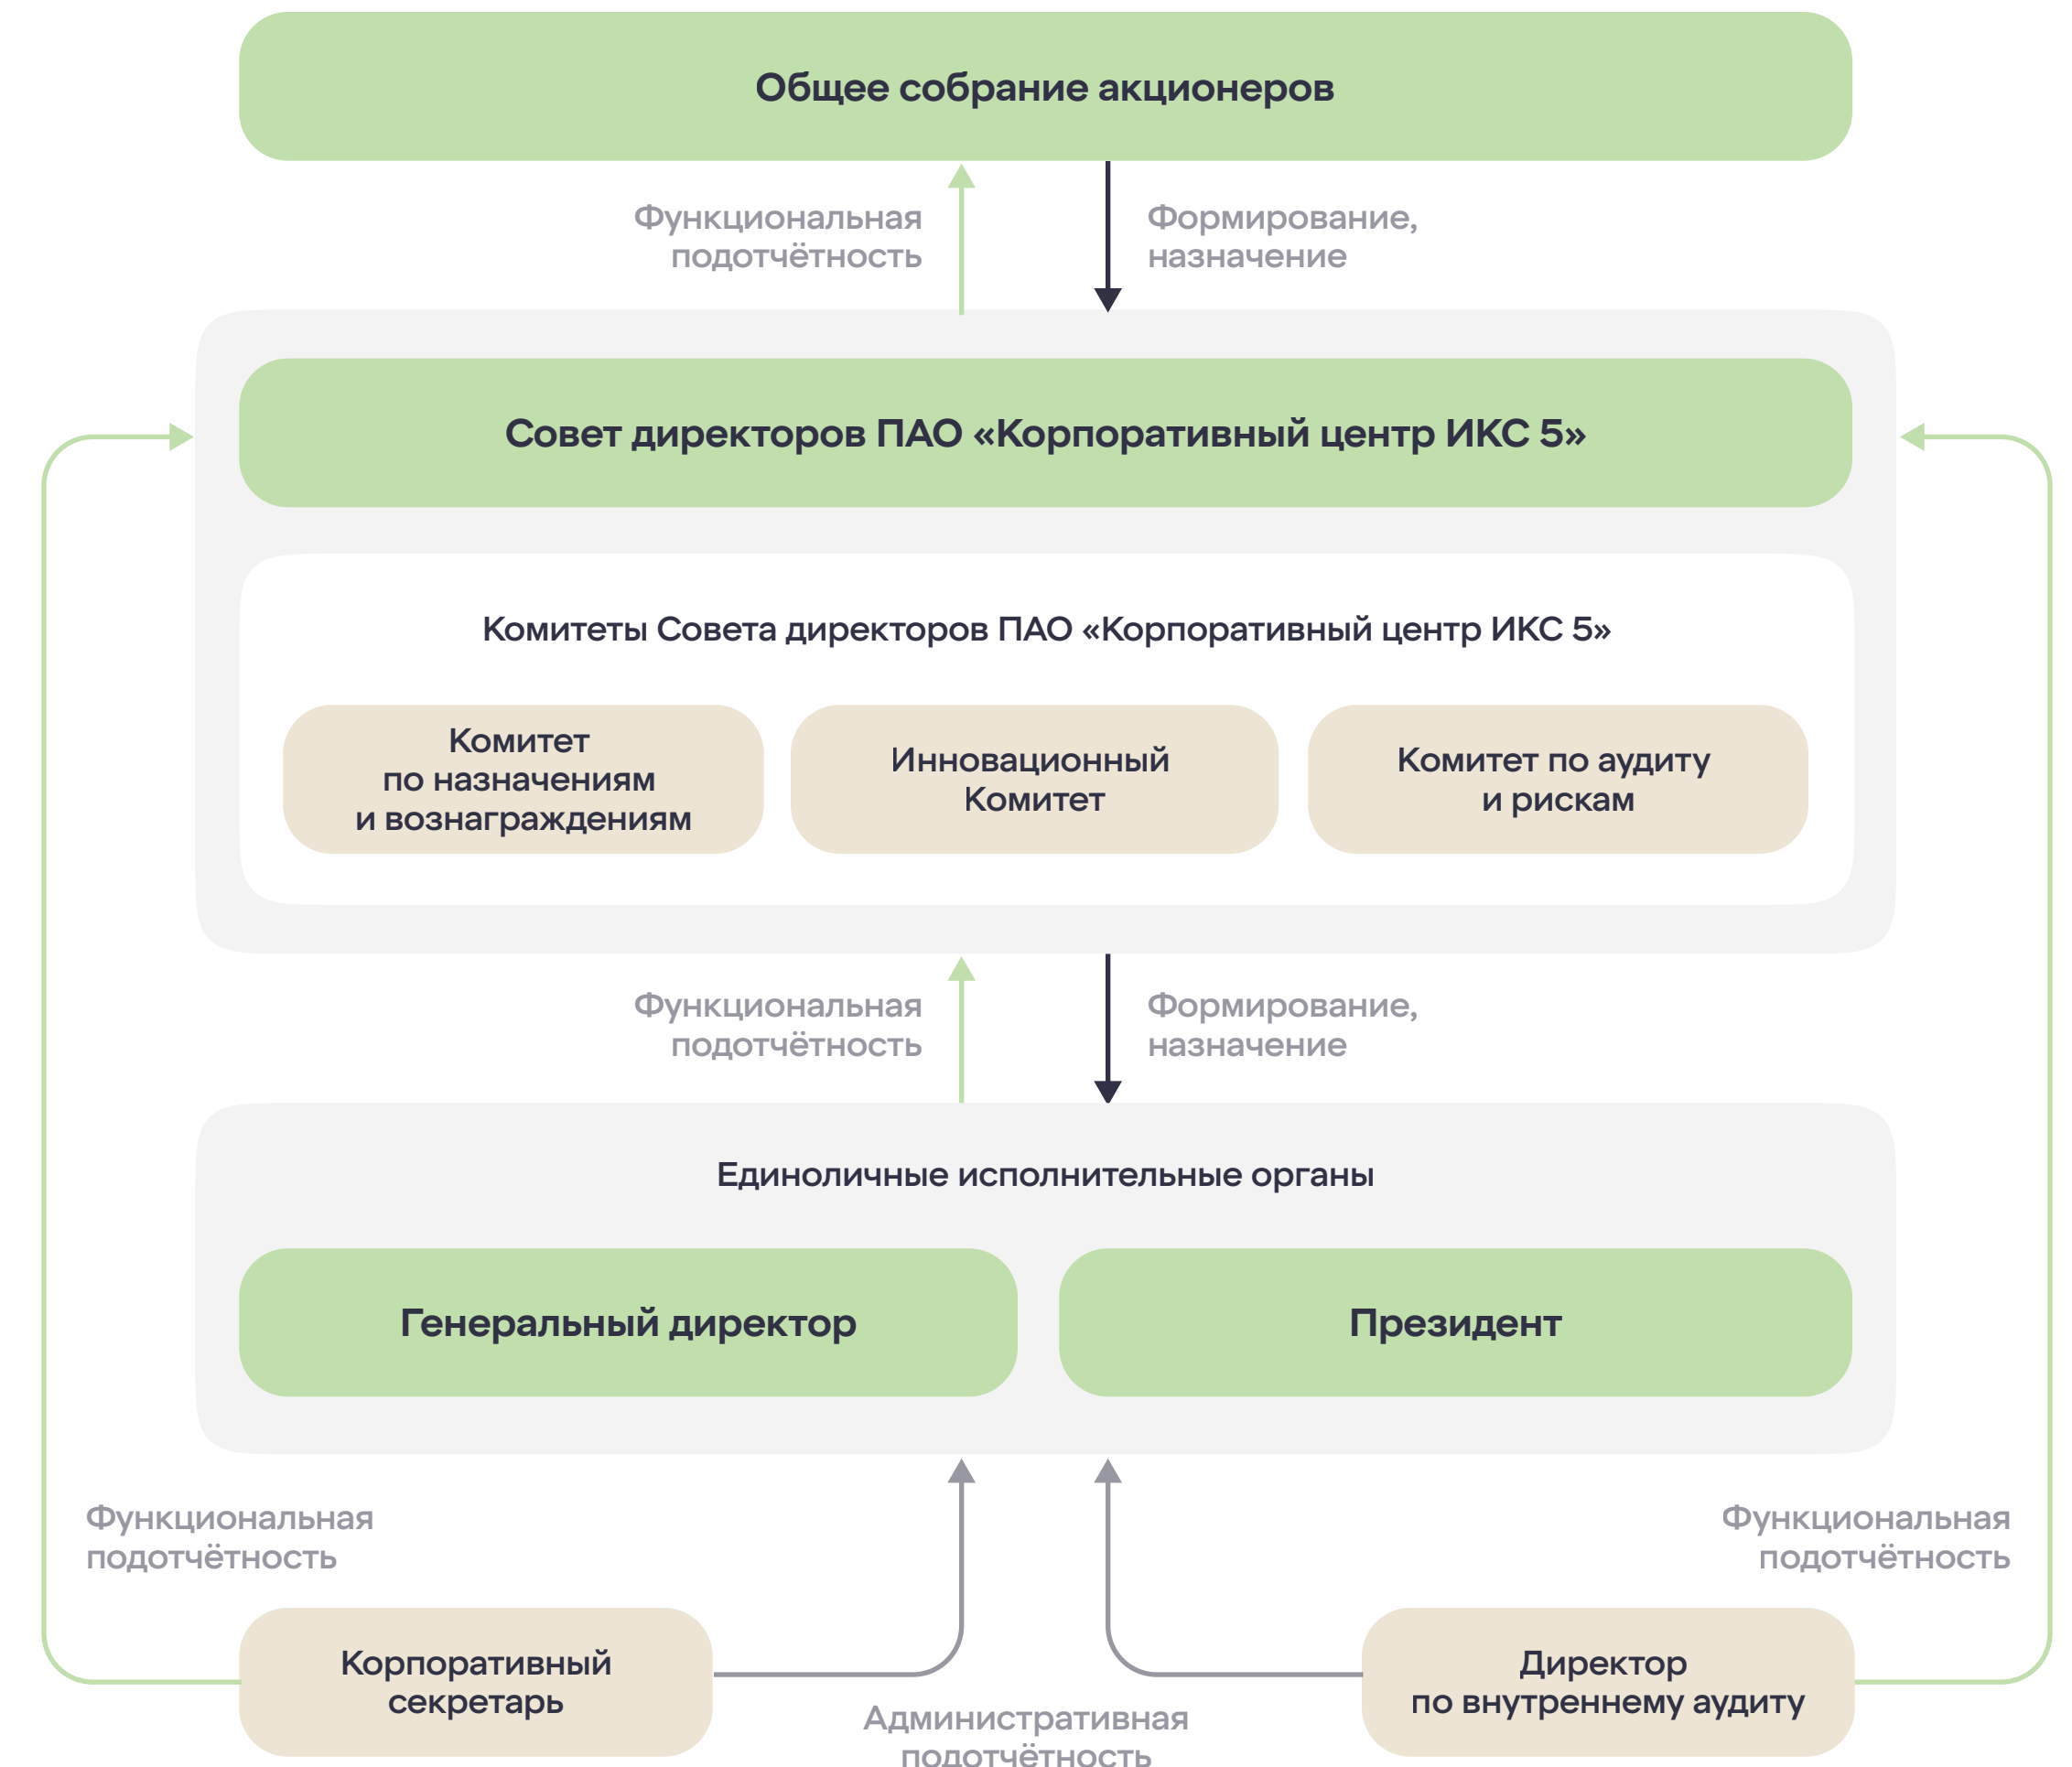 Общее собрание акционеров
Функциональная
подотчётность
Формирование,
назначение
Совет директоров ПАО «Корпоративный центр ИКС 5»
Комитеты Совета директоров ПАО «Корпоративный центр ИКС 5»
Комитет
по назначениям
и вознаграждениям
Инновационный
Комитет
Комитет по аудиту
и рискам
Функциональная
подотчётность
Формирование,
назначение
Единоличные исполнительные органы
Генеральный директор
Президент
Функциональная
подотчётность
Функциональная
подотчётность
Корпоративный
секретарь
Административная
подотчётность
Директор
по внутреннему аудиту